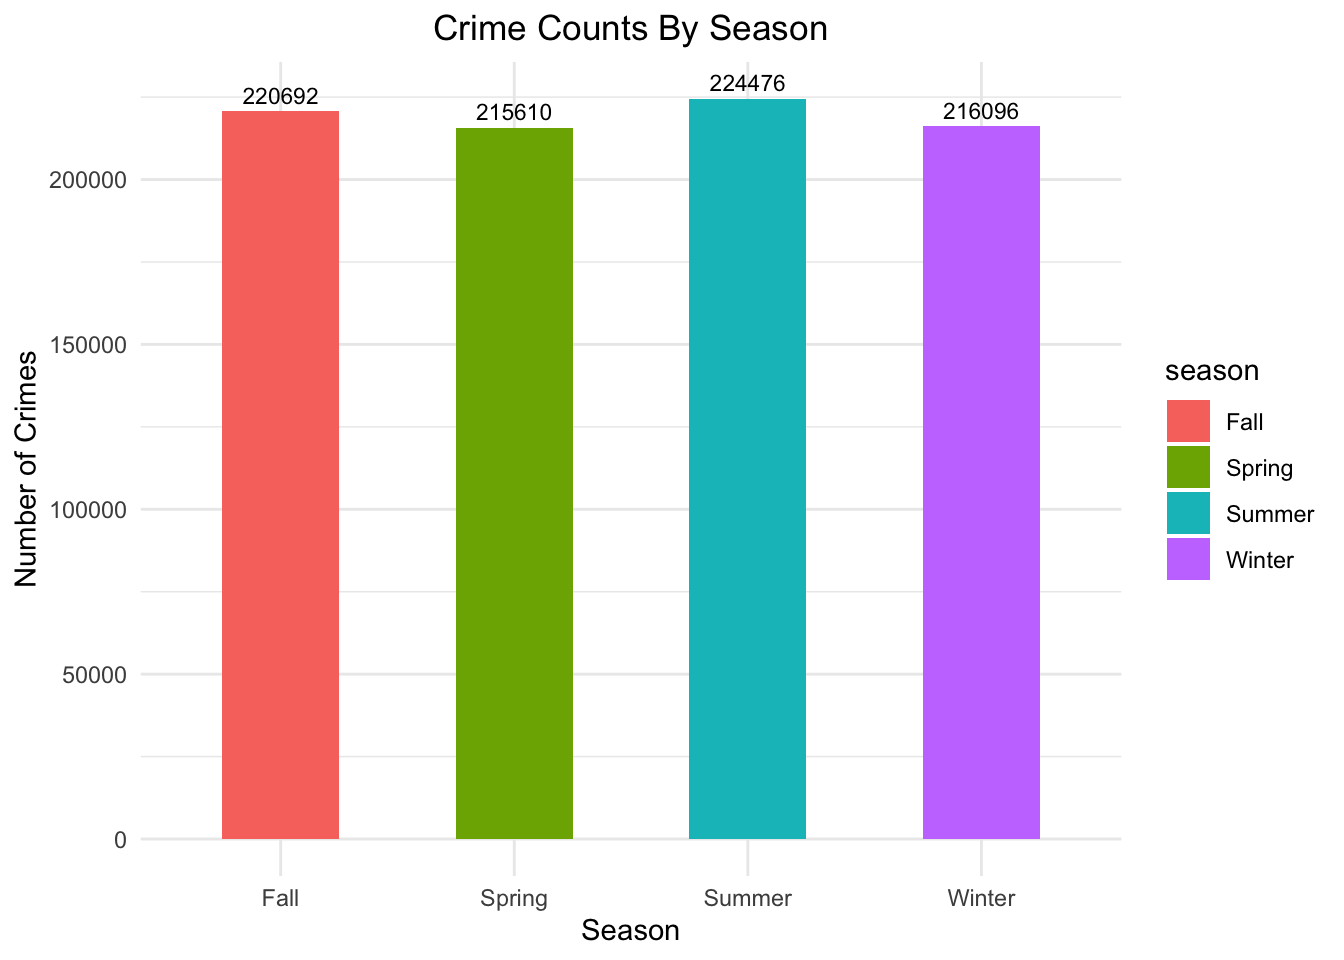 Crime Counts By Season
220692
215610
224476
216096
200000
150000
100000
50000
0
Number of Crimes
Fall
Spring
Summer
Winter
Season
season
Fall
Spring
Summer
Winter